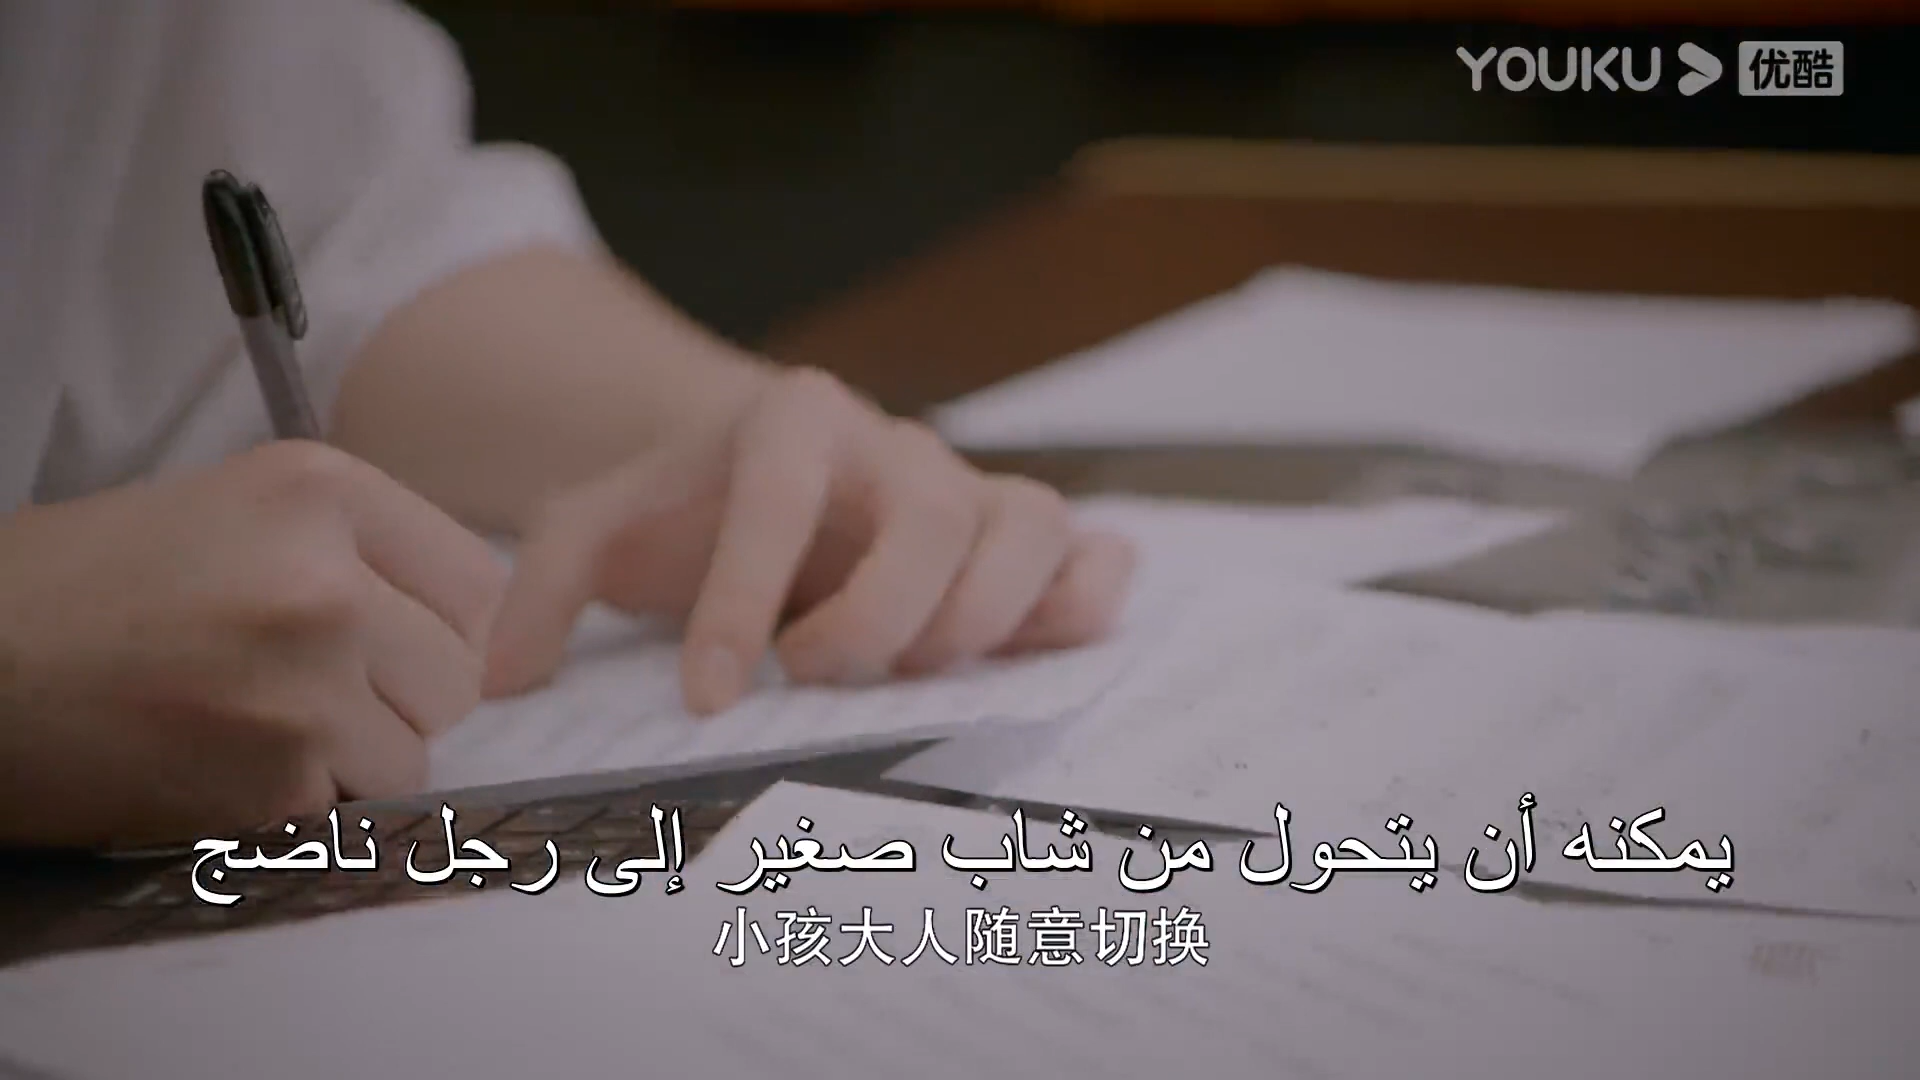 YOUKU 优酷
يمكنه أن يتحول من شاب صغير إلى رجل ناضج
小孩大人随意切换